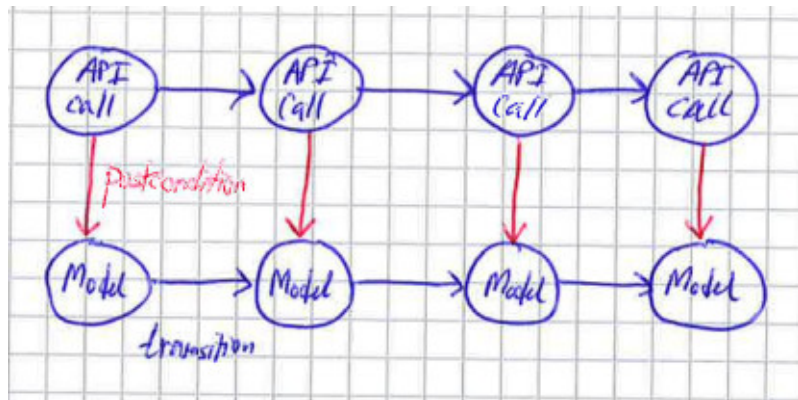 API
call
API
Call
API
Call
API
call
postcondition
Model
Model
Model
Model
transition